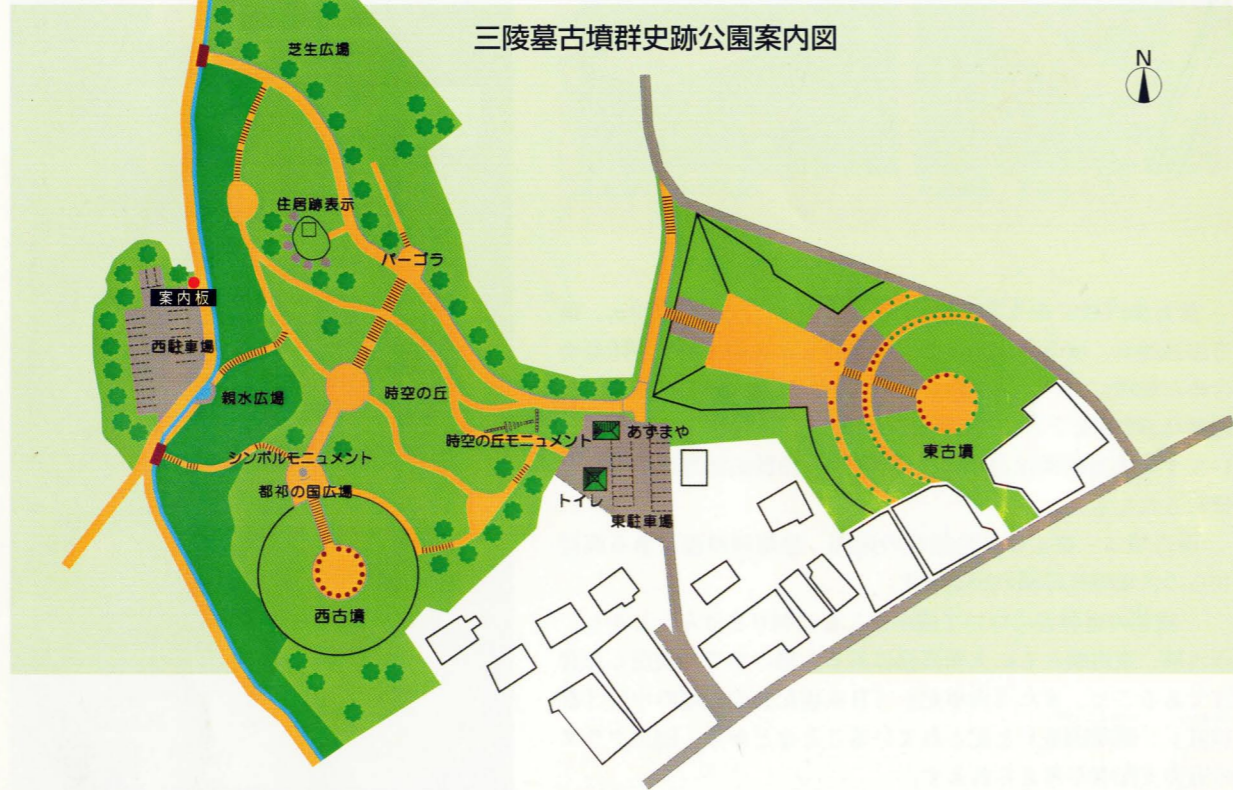 三陵墓古墳群史跡公園案内図
N
芝生広場
住居跡表示
パーゴラ
案内板
西駐車場
親水広場
時空の丘
時空の丘モニュメント
あずまや
シンボルモニュメント
都祁の国広場
トイレ
東駐車場
東古墳
西古墳